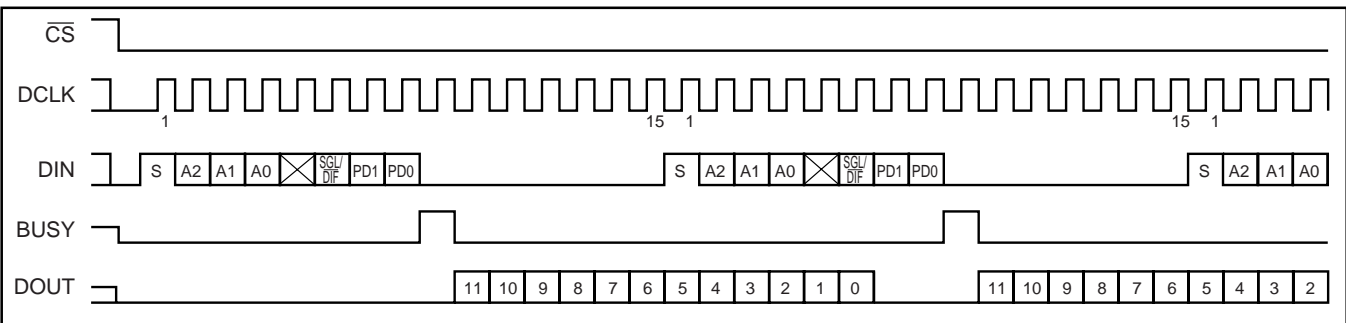 CS
DCLK
1 15 1 15 1
DIN
S A2 A1 A0 SGL/DIF PD1 PD0 S A2 A1 A0 SGL/DIF PD1 PD0 S A2 A1 A0
BUSY
DOUT
11 10 9 8 7 6 5 4 3 2 1 0 11 10 9 8 7 6 5 4 3 2